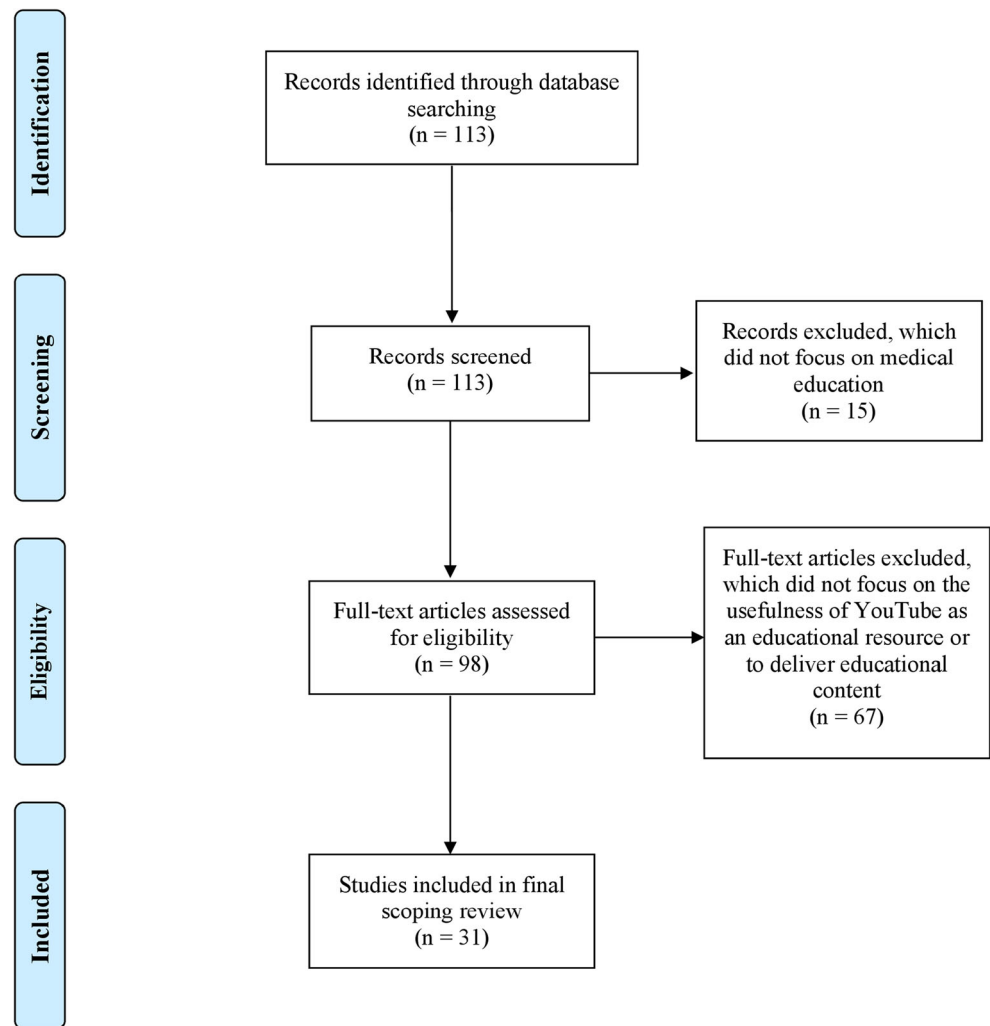 Identification
Records identified through database
searching
(n = 113)
Screening
Records screened
(n = 113)
Records excluded, which
did not focus on medical
education
(n = 15)
Eligibility
Full-text articles assessed
for eligibility
(n = 98)
Full-text articles excluded,
which did not focus on the
usefulness of YouTube as
an educational resource or
to deliver educational
content
(n = 67)
Included
Studies included in final
scoping review
(n = 31)